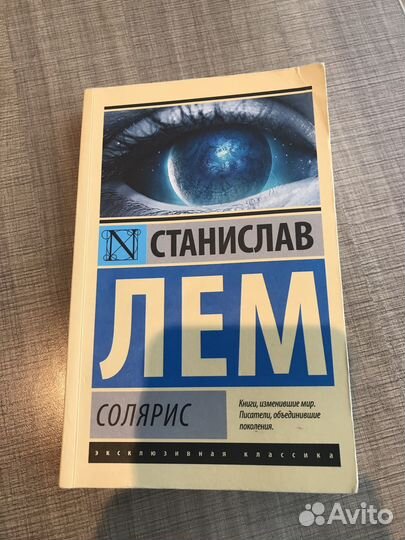 N
СТАНИСЛАВ
ЛЕМ
СОЛЯРИС
Книги, изменившие мир.
Писатели, объединившие
поколения.
ЭКСКЛЮЗИВНАЯ КЛАССИКА
Avito